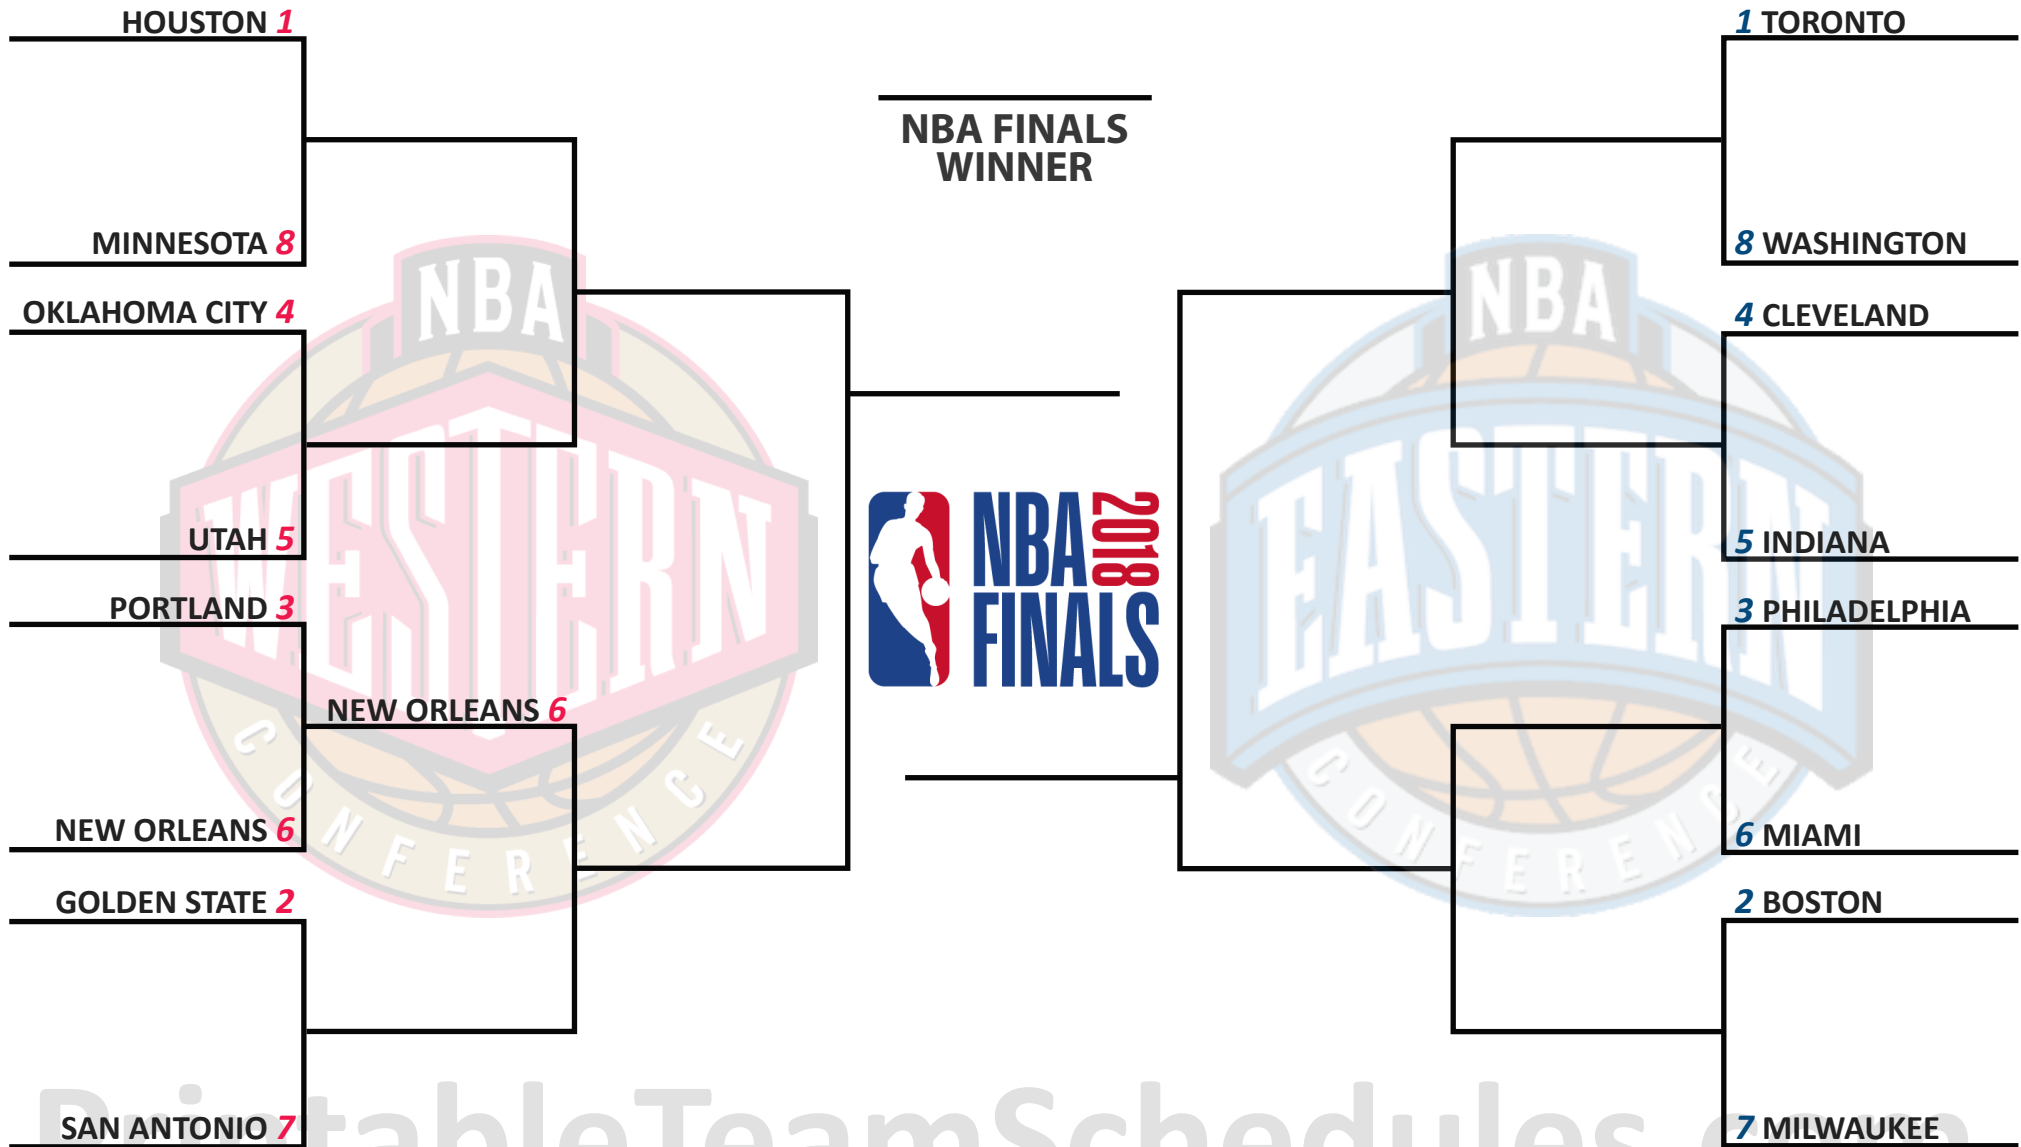 HOUSTON 1
MINNESOTA 8
OKLAHOMA CITY 4
UTAH 5
PORTLAND 3
NEW ORLEANS 6
NEW ORLEANS 6
GOLDEN STATE 2
SAN ANTONIO 7
NBA
WESTERN
CONFERENCE
NBA FINALS
WINNER
NBA 2018
FINALS
1 TORONTO
8 WASHINGTON
4 CLEVELAND
5 INDIANA
3 PHILADELPHIA
6 MIAMI
2 BOSTON
7 MILWAUKEE
NBA
EASTERN
CONFERENCE
PrintableTeamSchedules.com